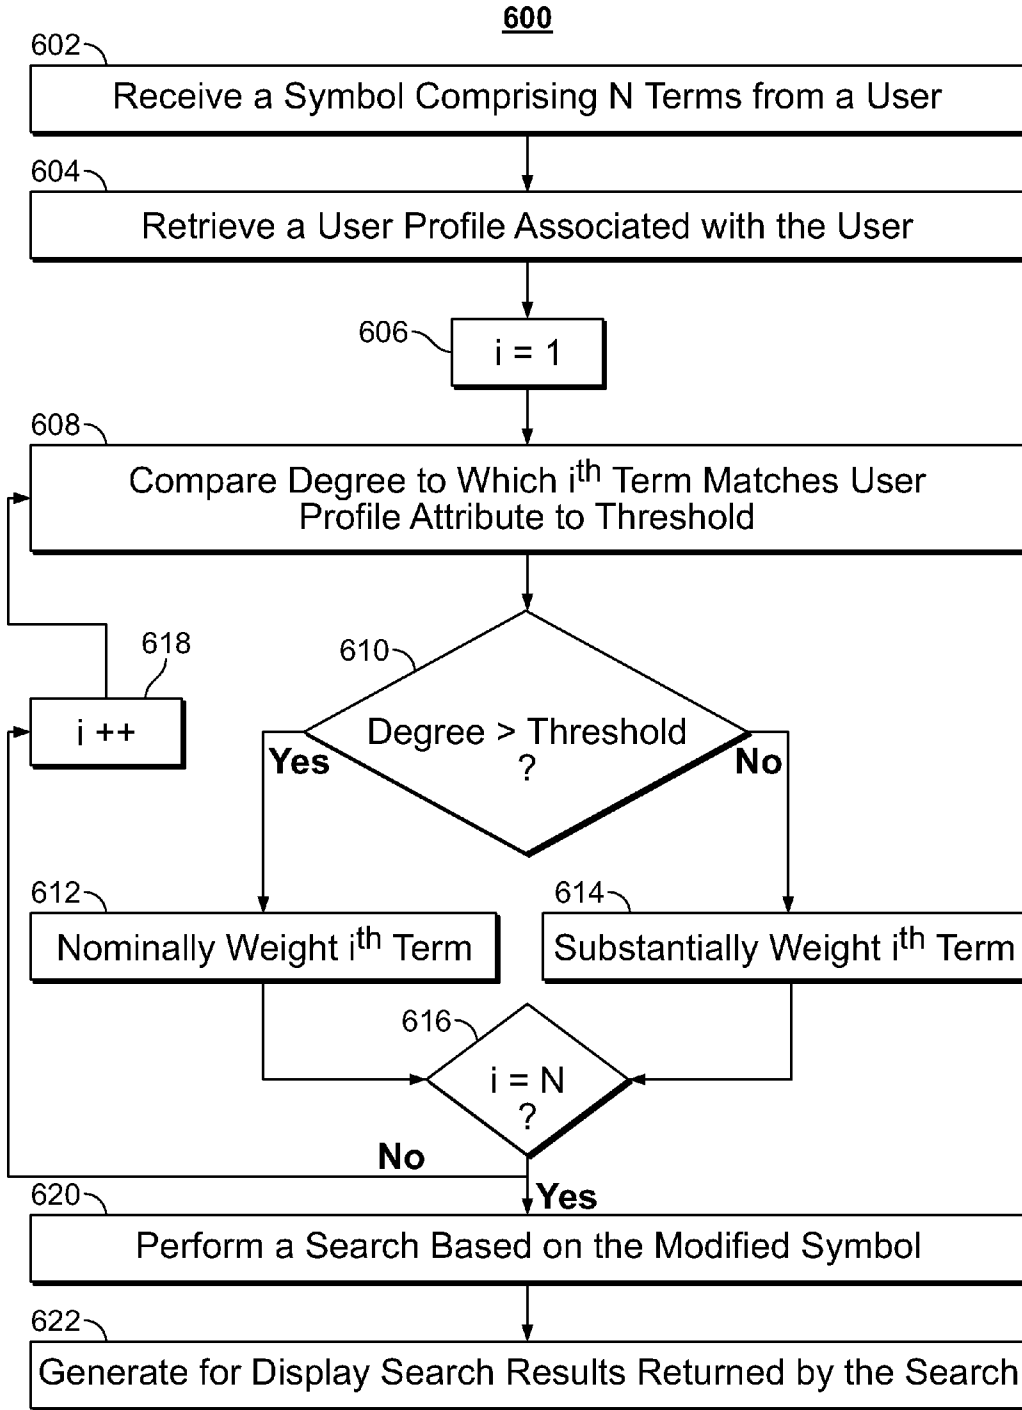 600
602
Receive a Symbol Comprising N Terms from a User
604
Retrieve a User Profile Associated with the User
606
i = 1
608
Compare Degree to Which ith Term Matches User
Profile Attribute to Threshold
618
i ++
610
Degree > Threshold
?
Yes
No
612
Nominally Weight ith Term
614
Substantially Weight ith Term
616
i = N
?
No
Yes
620
Perform a Search Based on the Modified Symbol
622
Generate for Display Search Results Returned by the Search